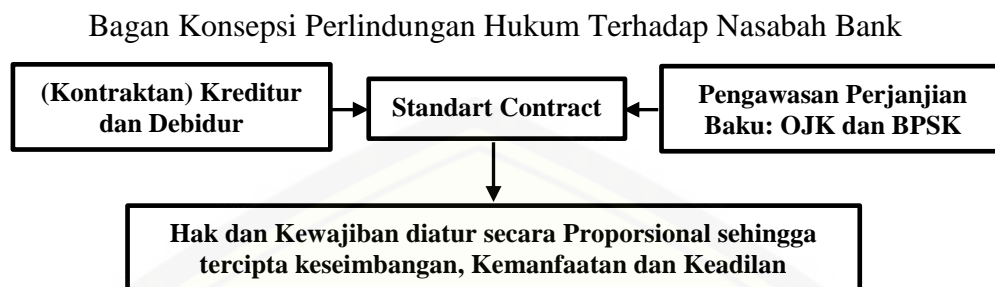 Bagan Konsepsi Perlindungan Hukum Terhadap Nasabah Bank
(Kontraktan) Kreditur
dan Debidur
Standart Contract
Pengawasan Perjanjian
Baku: OJK dan BPSK
Hak dan Kewajiban diatur secara Proporsional sehingga
tercipta keseimbangan, Kemanfaatan dan Keadilan